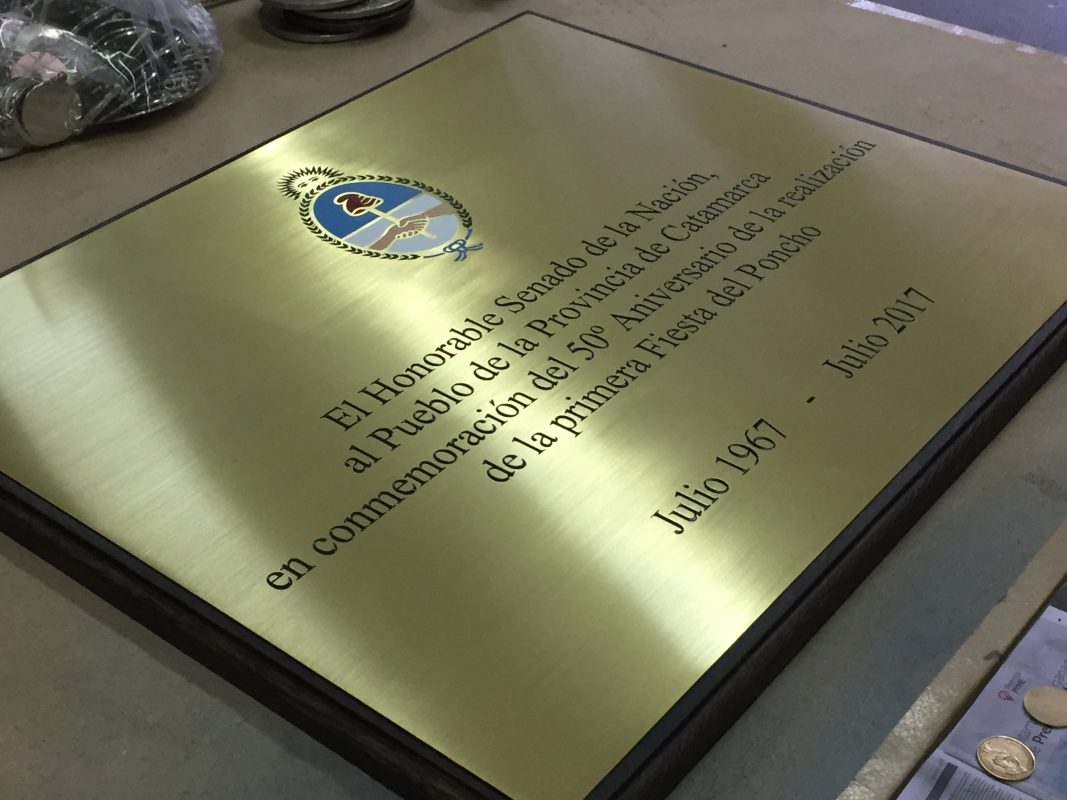 El Honorable Senado de la Nación,
al Pueblo de la Provincia de Catamarca
en conmemoración del 50º Aniversario de la realización
de la primera Fiesta del Poncho
Julio 1967 - Julio 2017